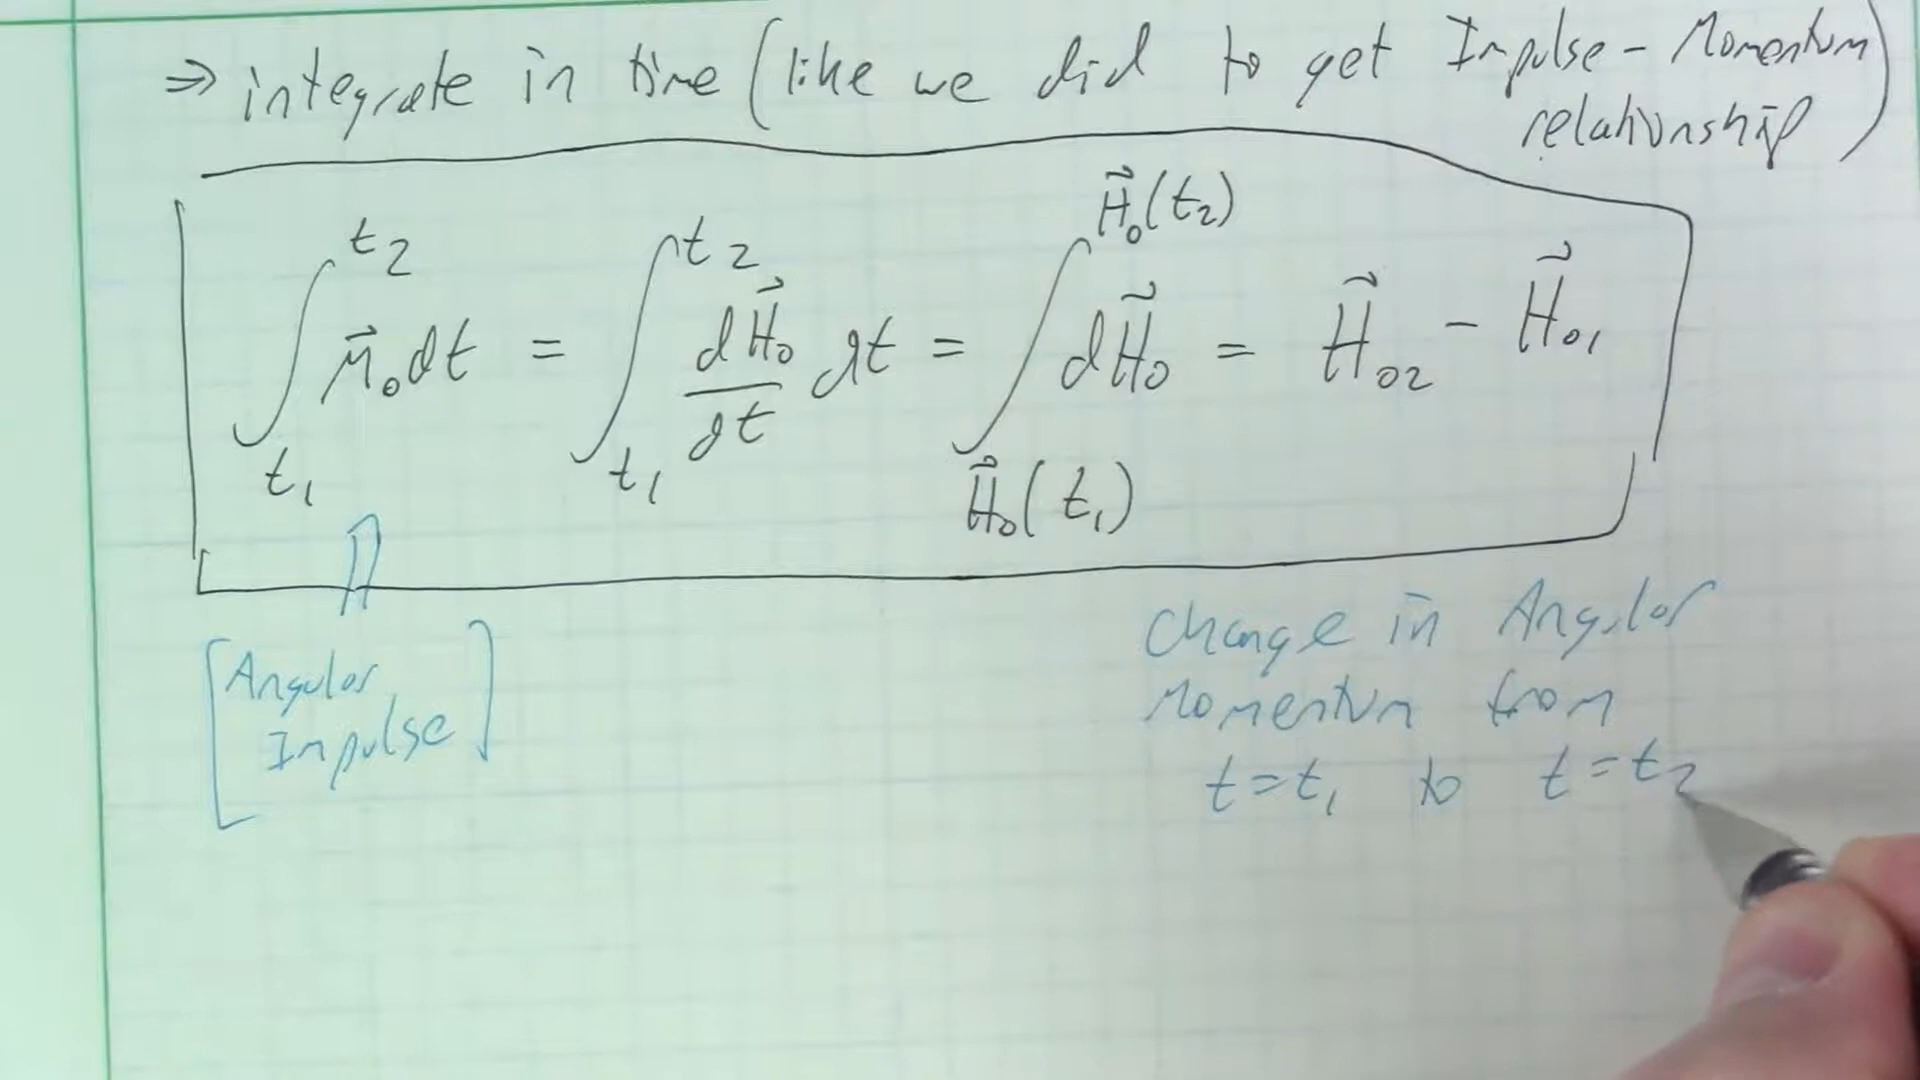 ⇒ integrate in time (like we did to get Impulse – Momentum
relationship)
∫_{t₁}^{t₂} M⃗₀ dt = ∫_{t₁}^{t₂} dH⃗₀/dt dt = ∫_{H⃗₀(t₁)}^{H⃗₀(t₂)} dH⃗₀ = H⃗₀₂ – H⃗₀₁
[Angular
Impulse]
Change in Angular
Momentum from
t = t₁ to t = t₂